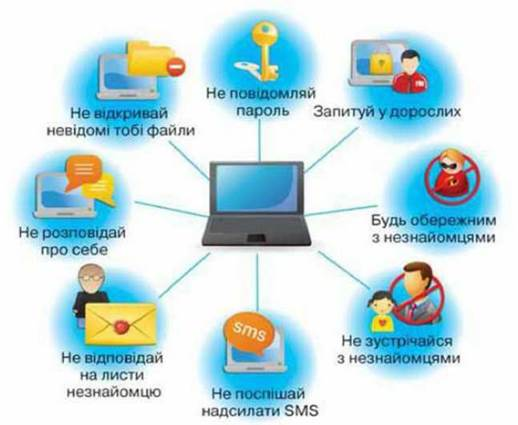 Не відкривай
невідомі тобі файли
Не повідомляй
пароль
Запитуй у дорослих
Не розповідай
про себе
Будь обережним
з незнайомцями
Не відповідай
на листи
незнайомцю
sms
Не поспішай
надсилати SMS
Не зустрічайся
з незнайомцями